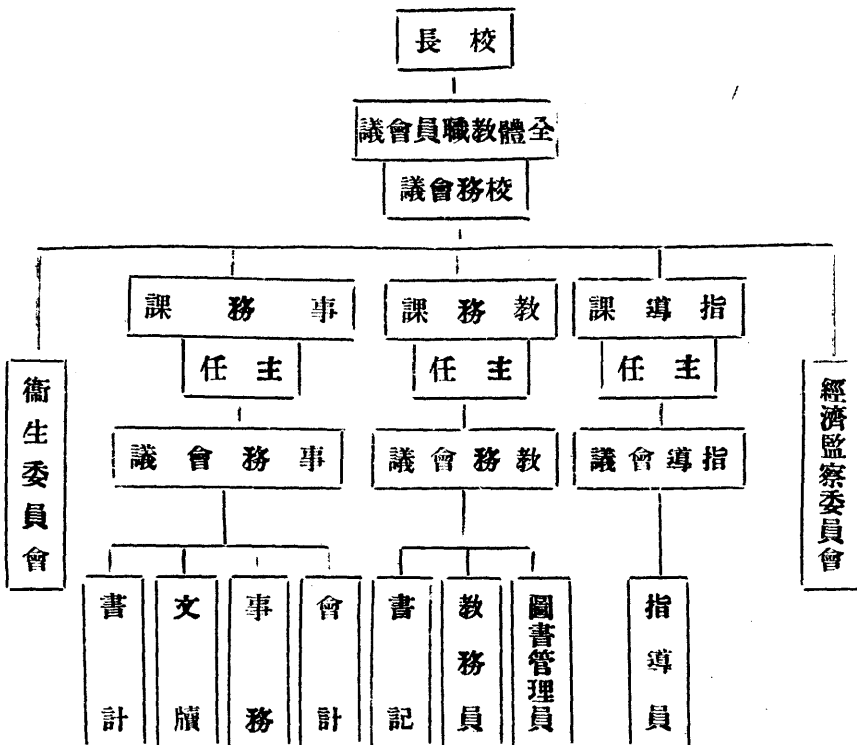 校長
全體教職員會議
校務會議
經濟監察委員會
指導課
教務課
事務課
衛生委員會
主任
主任
主任
指導會議
教務會議
事務會議
指導員
圖書管理員
教務員
書記
會計
事務
文牘
書計